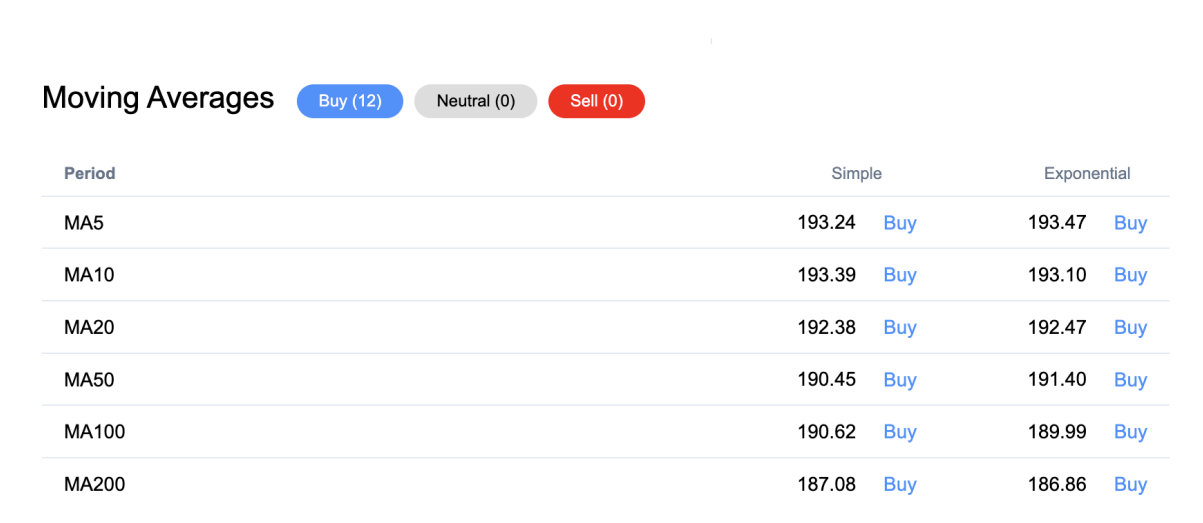 Moving Averages Buy (12) Neutral (0) Sell (0)
Period Simple Exponential
MA5 193.24 Buy 193.47 Buy
MA10 193.39 Buy 193.10 Buy
MA20 192.38 Buy 192.47 Buy
MA50 190.45 Buy 191.40 Buy
MA100 190.62 Buy 189.99 Buy
MA200 187.08 Buy 186.86 Buy